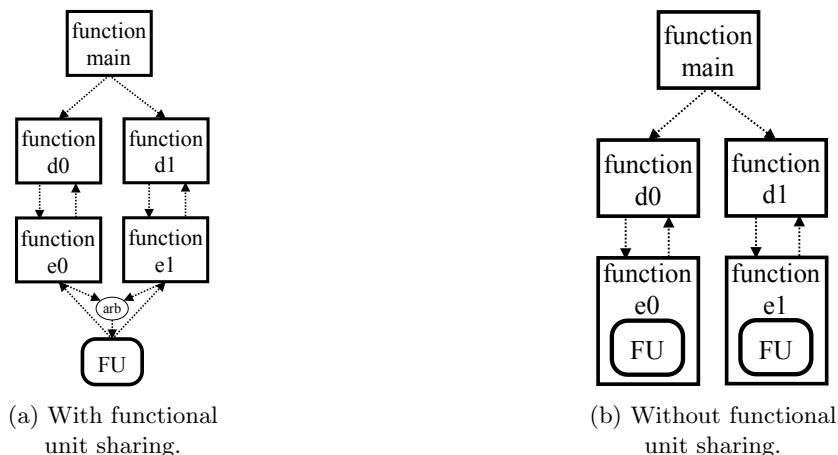 function
main
function
d0
function
d1
function
e0
function
e1
arb
FU
(a) With functional
unit sharing.
function
main
function
d0
function
d1
function
e0
FU
function
e1
FU
(b) Without functional
unit sharing.